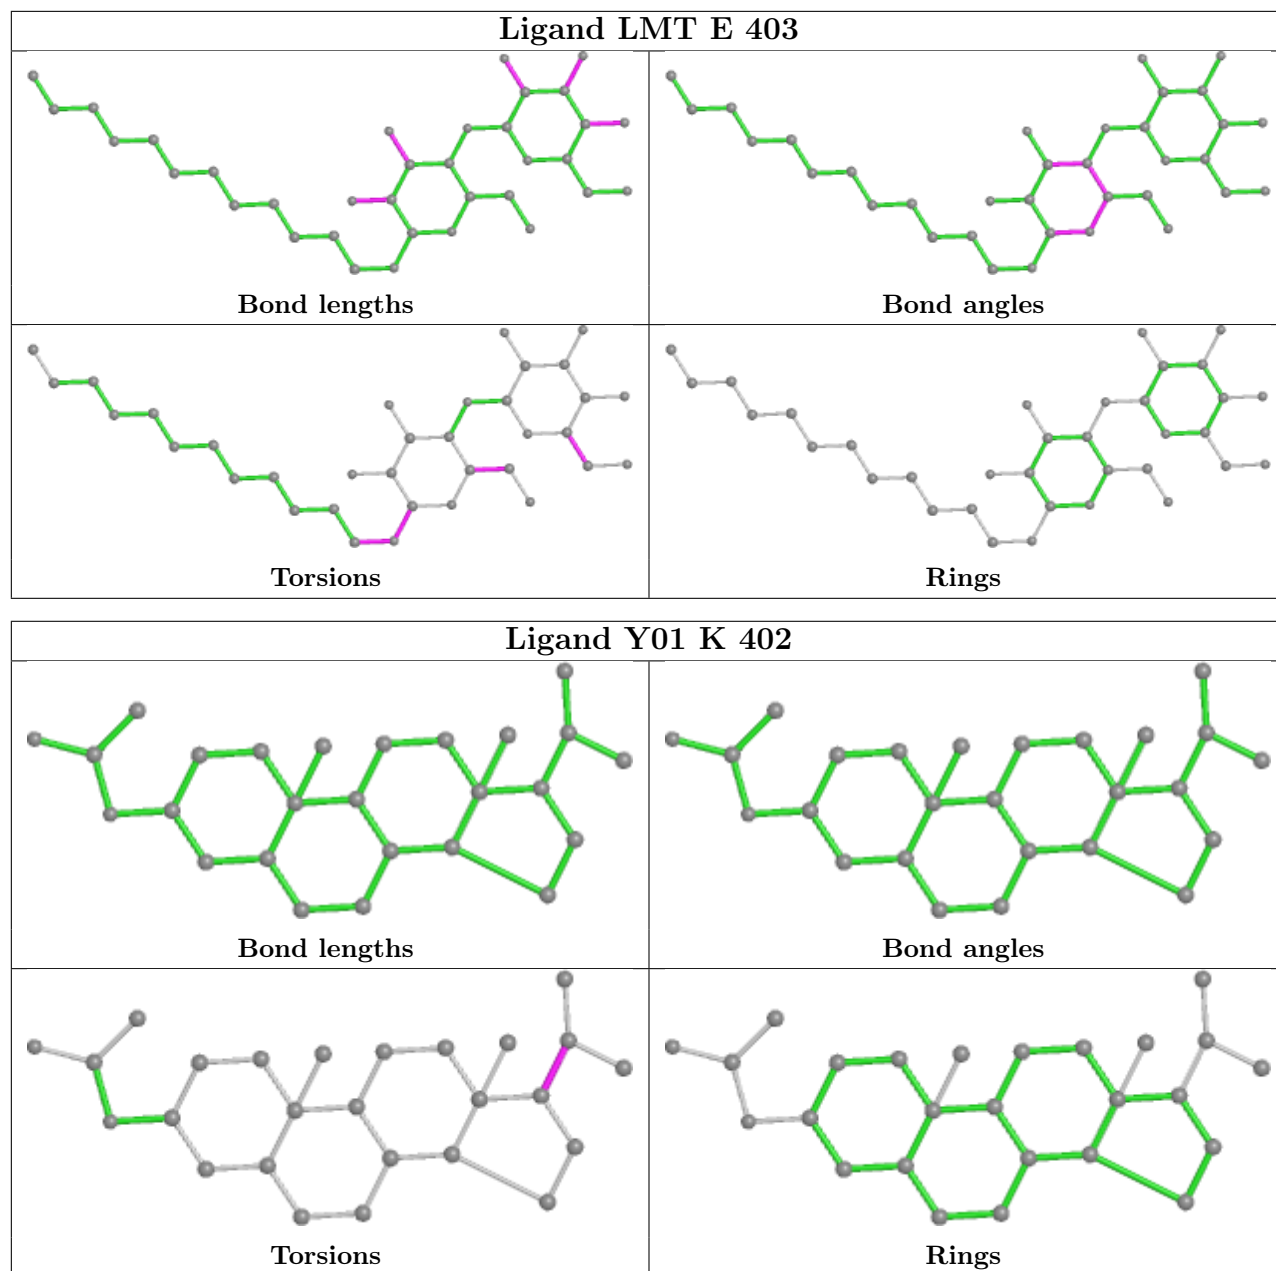 Ligand LMT E 403
Bond lengths
Bond angles
Torsions
Rings
Ligand Y01 K 402
Bond lengths
Bond angles
Torsions
Rings